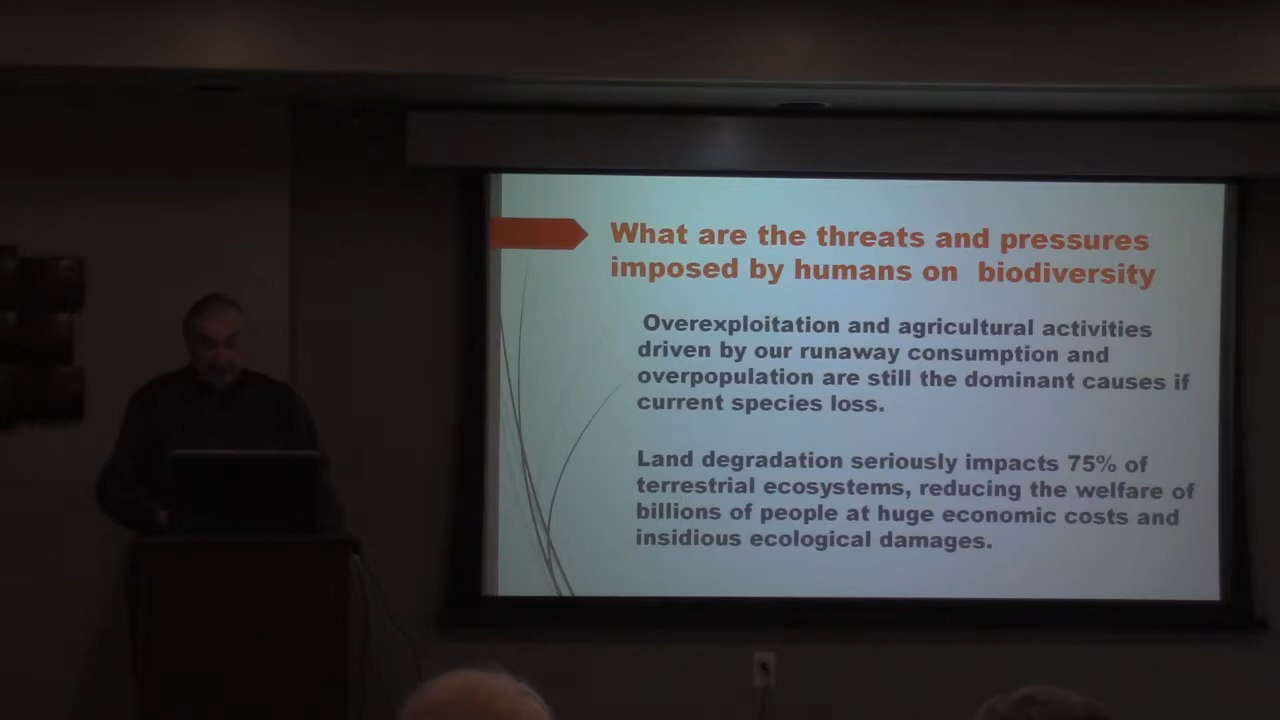 What are the threats and pressures
imposed by humans on biodiversity
Overexploitation and agricultural activities
driven by our runaway consumption and
overpopulation are still the dominant causes if
current species loss.
Land degradation seriously impacts 75% of
terrestrial ecosystems, reducing the welfare of
billions of people at huge economic costs and
insidious ecological damages.